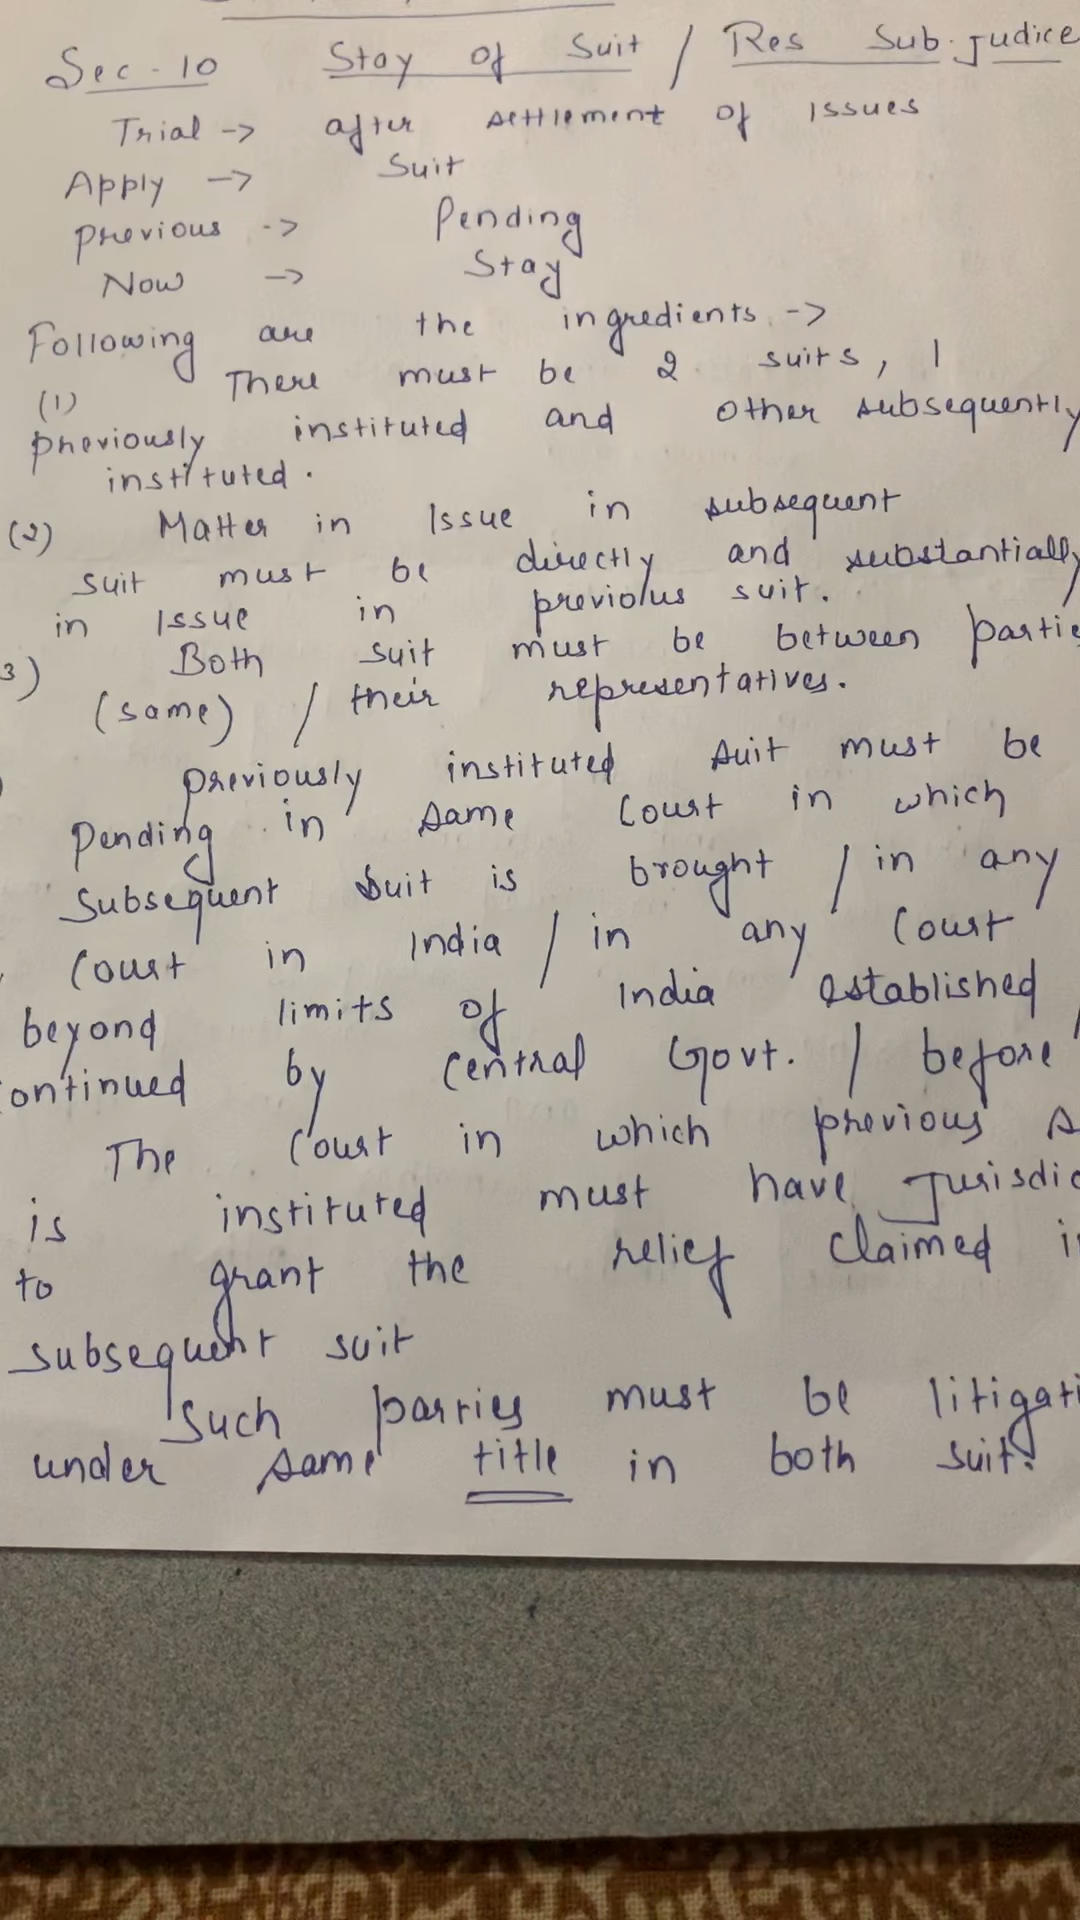 Sec-10 Stay of Suit / Res Sub-Judice
Trial -> after settlement of issues
Apply -> Suit
previous -> Pending
Now -> Stay
Following are the ingredients ->
(1) There must be 2 suits, 1
previously instituted and other subsequently
instituted.
(2) Matter in Issue in subsequent
suit must be directly and substantially
in Issue in previous suit.
3) Both suit must be between partie
(same) / their representatives.
previously instituted suit must be
Pending in same Court in which
Subsequent Suit is brought / in any
Court in India / in any Court
beyond limits of India established /
continued by Central Govt. / before
The Court in which previous s
is instituted must have Jurisdic
to grant the relief claimed i
subsequent suit
Such parties must be litigati
under same title in both suit.